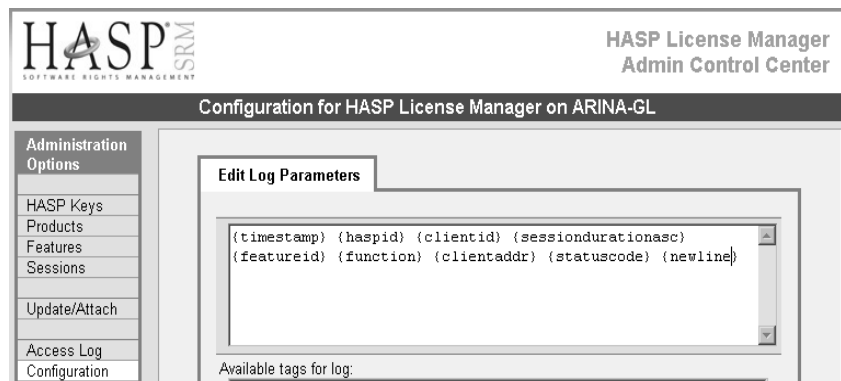 HASP SRM
SOFTWARE RIGHTS MANAGEMENT
HASP License Manager
Admin Control Center
Configuration for HASP License Manager on ARINA-GL
Administration
Options
HASP Keys
Products
Features
Sessions
Update/Attach
Access Log
Configuration
Edit Log Parameters
{timestamp} {haspid} {clientid} {sessiondurationasc}
{featureid} {function} {clientaddr} {statuscode} {newline}
Available tags for log: